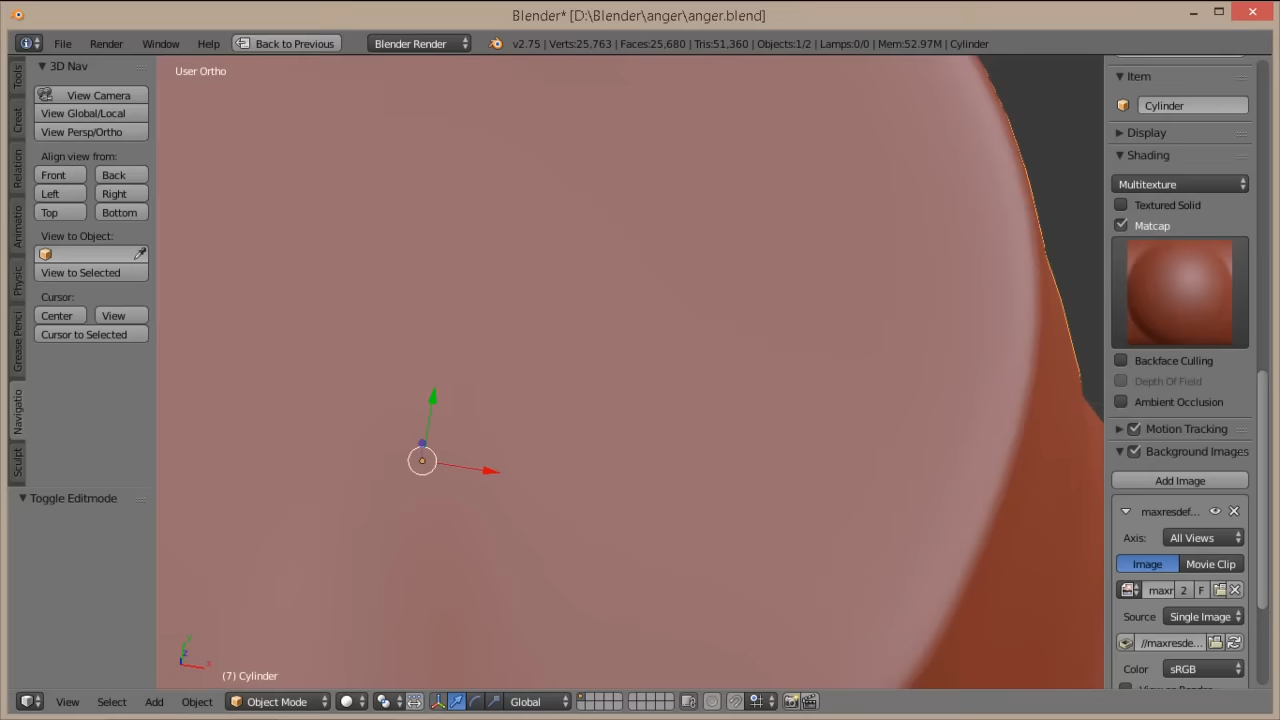 Blender* [D:\Blender\anger\anger.blend]
File Render Window Help Back to Previous Blender Render v2.75 | Verts:25,763 | Faces:25,680 | Tris:51,360 | Objects:1/2 | Lamps:0/0 | Mem:52.97M | Cylinder
Tools
Creat
Relation
Animatio
Physic
Grease Penci
Navigatio
Sculpt
3D Nav
View Camera
View Global/Local
View Persp/Ortho
Align view from:
Front Back
Left Right
Top Bottom
View to Object:
View to Selected
Cursor:
Center View
Cursor to Selected
Toggle Editmode
User Ortho
y
z
x
(7) Cylinder
Item
Cylinder
Display
Shading
Multitexture
Textured Solid
Matcap
Backface Culling
Depth Of Field
Ambient Occlusion
Motion Tracking
Background Images
Add Image
maxresdef...
Axis: All Views
Image Movie Clip
maxr 2 F
Source Single Image
//maxresde...
Color sRGB
View Select Add Object Object Mode Global